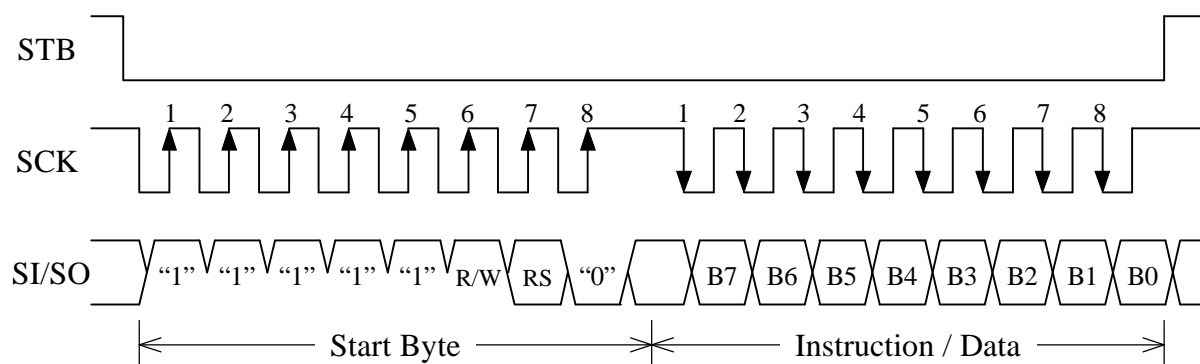 STB
1 2 3 4 5 6 7 8 1 2 3 4 5 6 7 8
SCK
SI/SO “1” “1” “1” “1” “1” R/W RS “0” B7 B6 B5 B4 B3 B2 B1 B0
Start Byte Instruction / Data